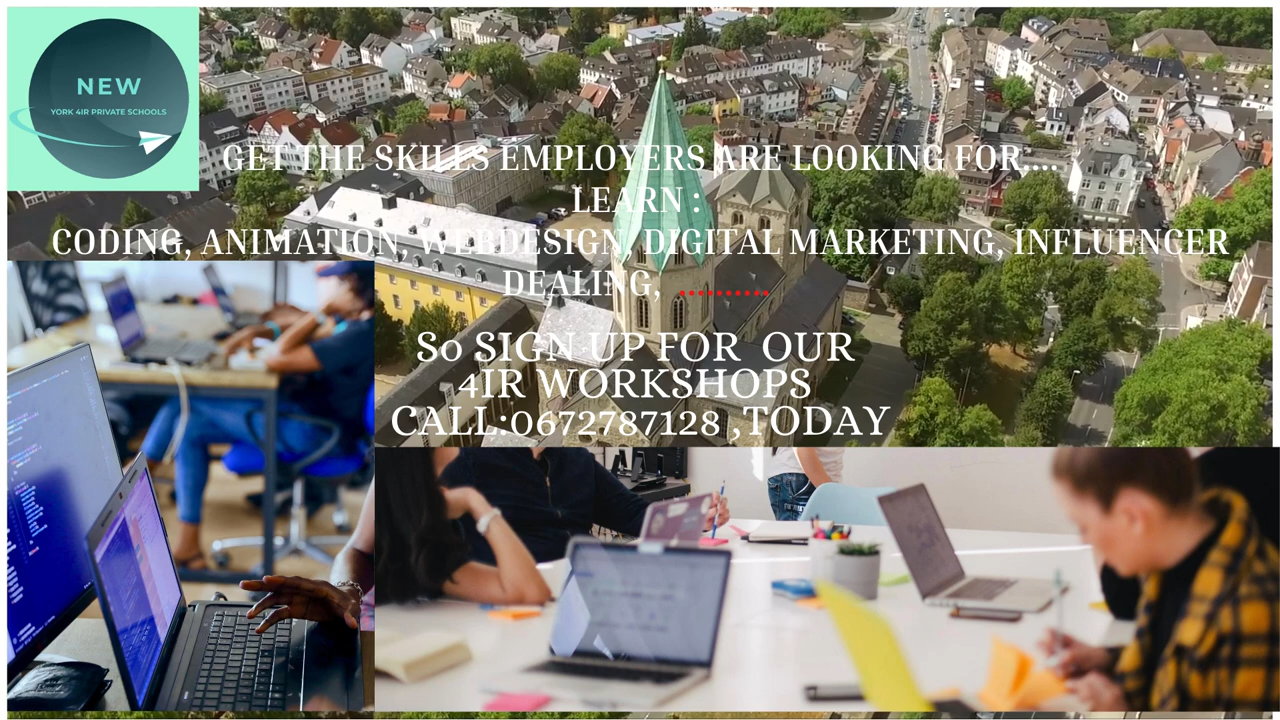 NEW
YORK 4IR PRIVATE SCHOOLS
GET THE SKILLS EMPLOYERS ARE LOOKING FOR....
LEARN :
CODING, ANIMATION, WEBDESIGN, DIGITAL MARKETING, INFLUENCER
DEALING, ..........
So SIGN UP FOR OUR
4IR WORKSHOPS
CALL:0672787128 ,TODAY